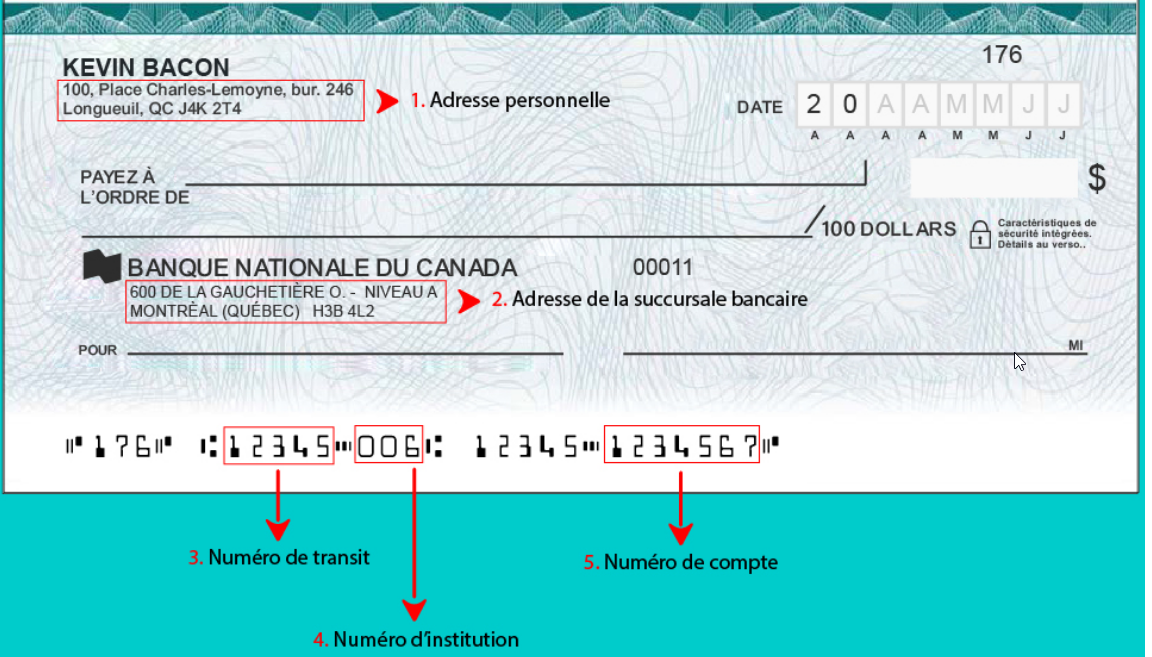 176
KEVIN BACON
100, Place Charles-Lemoyne, bur. 246
Longueuil, QC J4K 2T4
1. Adresse personnelle
DATE 2 0 A A M M J J
A A A A M M J J
PAYEZ À
L'ORDRE DE
$
/100 DOLLARS
Caractéristiques de
sécurité intégrées.
Détails au verso..
BANQUE NATIONALE DU CANADA 00011
600 DE LA GAUCHETIÈRE O. - NIVEAU A
MONTRÈAL (QUÉBEC) H3B 4L2
2. Adresse de la succursale bancaire
POUR
MI
⑈176⑈ ⑆12345⑉006⑆ 12345⑉1234567⑈
3. Numéro de transit
5. Numéro de compte
4. Numéro d'institution